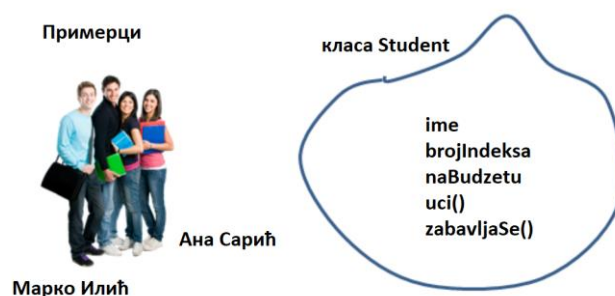 Примерци
Ана Сарић
Марко Илић
класа Student
ime
brojIndeksa
naBudzetu
uci()
zabavljaSe()